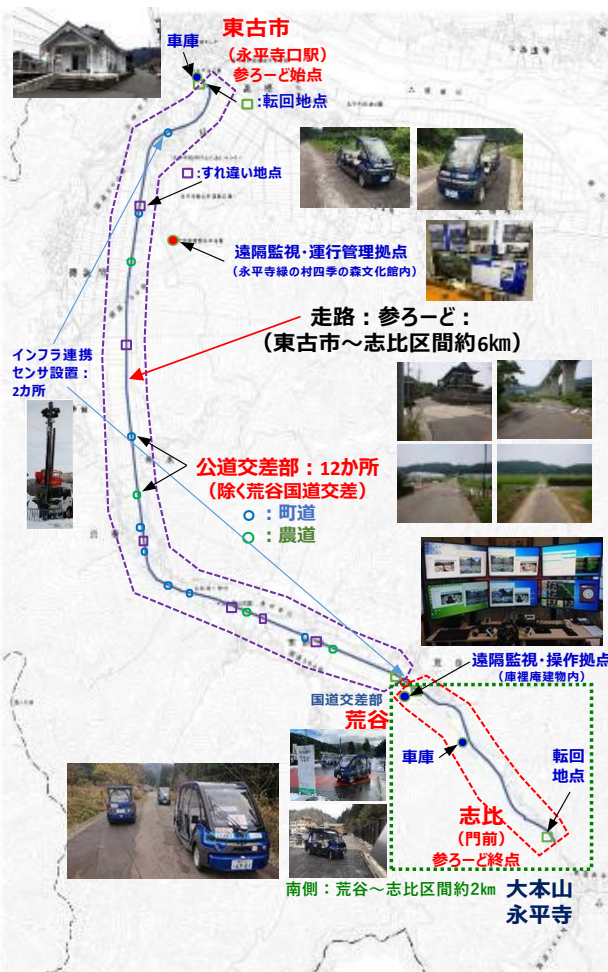 東古市
（永平寺口駅）
参ろーど始点
車庫
：転回地点
：すれ違い地点
遠隔監視・運行管理拠点
（永平寺緑の村四季の森文化館内）
走路：参ろーど：
（東古市～志比区間約6km）
インフラ連携
センサ設置：
2カ所
公道交差部：12か所
（除く荒谷国道交差）
：町道
：農道
遠隔監視・操作拠点
（庫裡庵建物内）
国道交差部
荒谷
車庫
転回
地点
志比
（門前）
参ろーど終点
南側：荒谷～志比区間約2km
大本山
永平寺